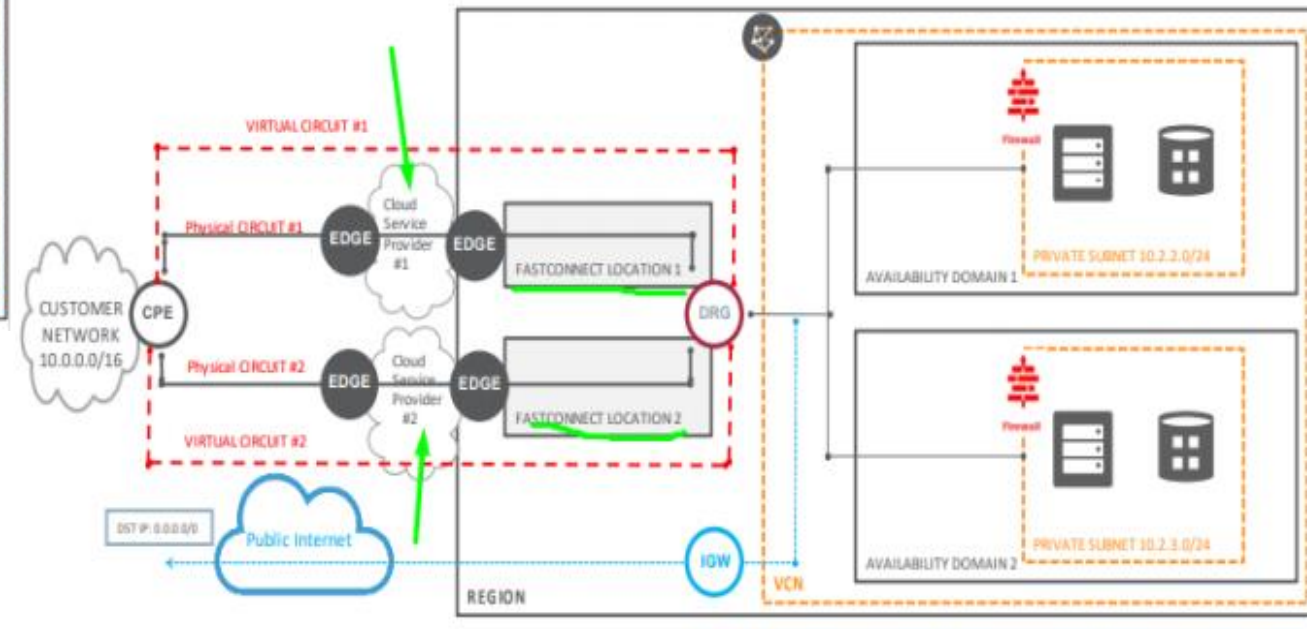 VIRTUAL CIRCUIT #1
Physical CIRCUIT #1
EDGE
Cloud
Service
Provider
#1
EDGE
FASTCONNECT LOCATION 1
CUSTOMER
NETWORK
10.0.0.0/16
CPE
DRG
Physical CIRCUIT #2
EDGE
Cloud
Service
Provider
#2
EDGE
FASTCONNECT LOCATION 2
VIRTUAL CIRCUIT #2
DST IP: 0.0.0.0/0
Public Internet
IGW
REGION
VCN
Firewall
PRIVATE SUBNET 10.2.2.0/24
AVAILABILITY DOMAIN 1
Firewall
PRIVATE SUBNET 10.2.3.0/24
AVAILABILITY DOMAIN 2